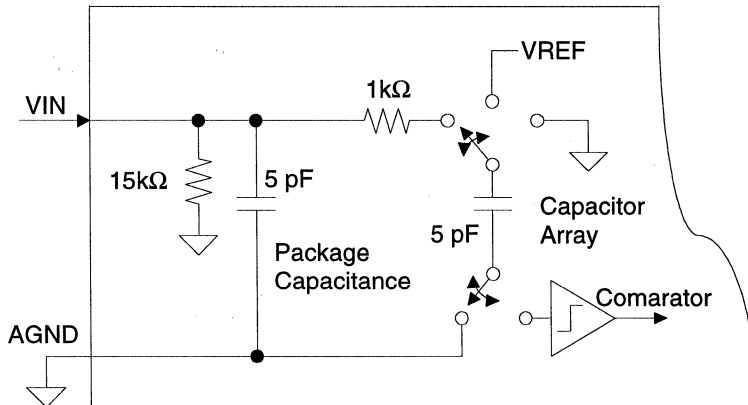 VREF
1kΩ
VIN
15kΩ
5 pF
5 pF
Capacitor
Array
Package
Capacitance
Comarator
AGND